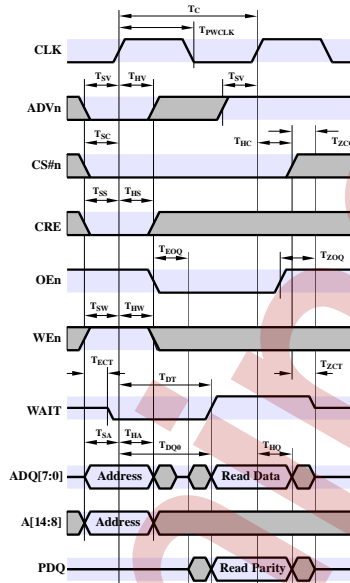 T_C
T_PWCLK
CLK
T_SV T_HV T_SV
ADVn
T_SC T_HC T_ZCQ
CS#n
T_SS T_HS
CRE
T_EOQ T_ZOQ
OEn
T_SW T_HW
WEn
T_ECT T_DT T_ZCT
WAIT
T_SA T_HA T_DQ0 T_HQ
ADQ[7:0] Address Read Data
A[14:8] Address
PDQ Read Parity